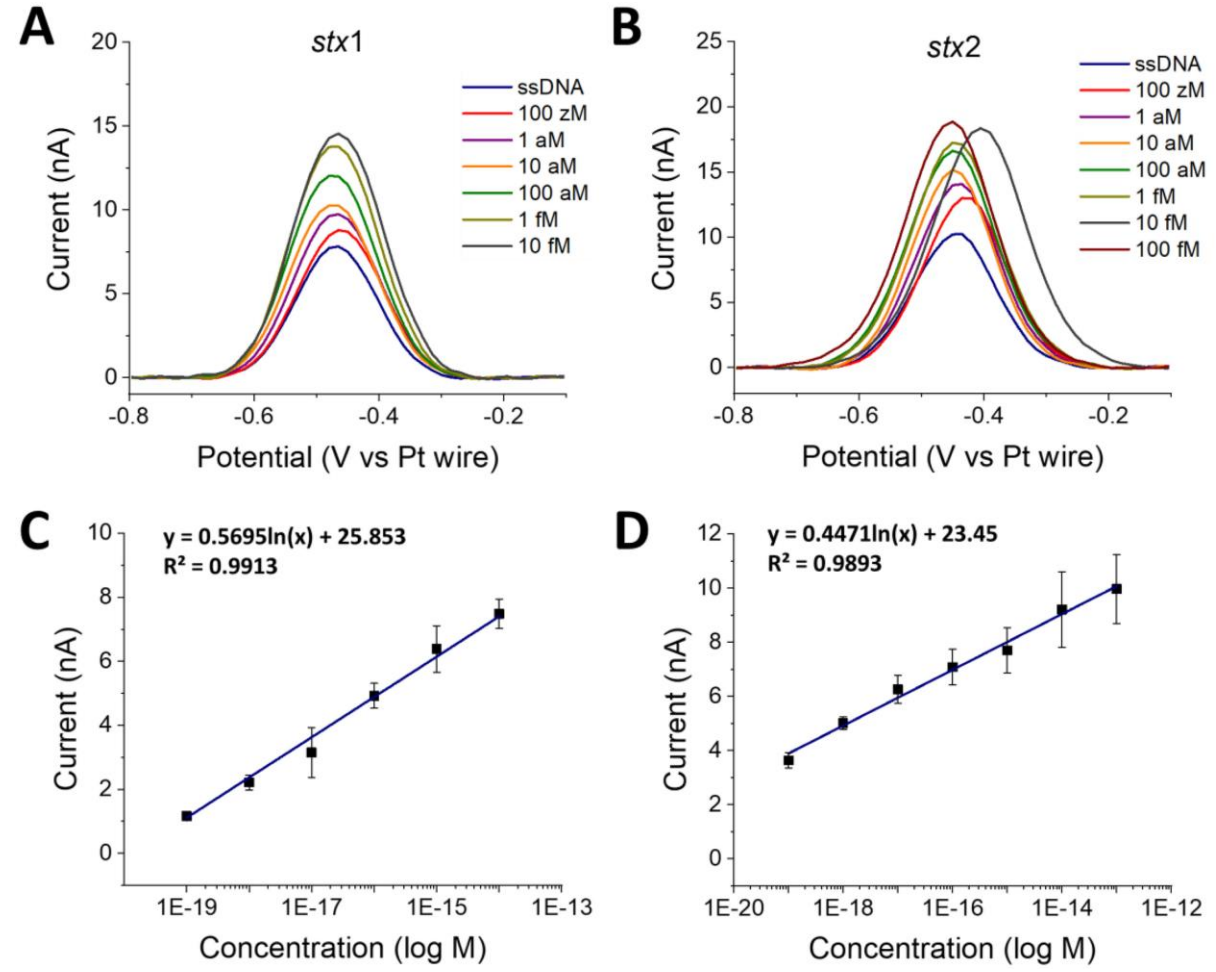 A
stx1
20
15
10
5
0
Current (nA)
-0.8
-0.6
-0.4
-0.2
Potential (V vs Pt wire)
ssDNA
100 zM
1 aM
10 aM
100 aM
1 fM
10 fM
B
stx2
25
20
15
10
5
0
Current (nA)
-0.8
-0.6
-0.4
-0.2
Potential (V vs Pt wire)
ssDNA
100 zM
1 aM
10 aM
100 aM
1 fM
10 fM
100 fM
C
y = 0.5695ln(x) + 25.853
R² = 0.9913
10
8
6
4
2
0
Current (nA)
1E-19
1E-17
1E-15
1E-13
Concentration (log M)
D
y = 0.4471ln(x) + 23.45
R² = 0.9893
12
10
8
6
4
2
0
Current (nA)
1E-20
1E-18
1E-16
1E-14
1E-12
Concentration (log M)